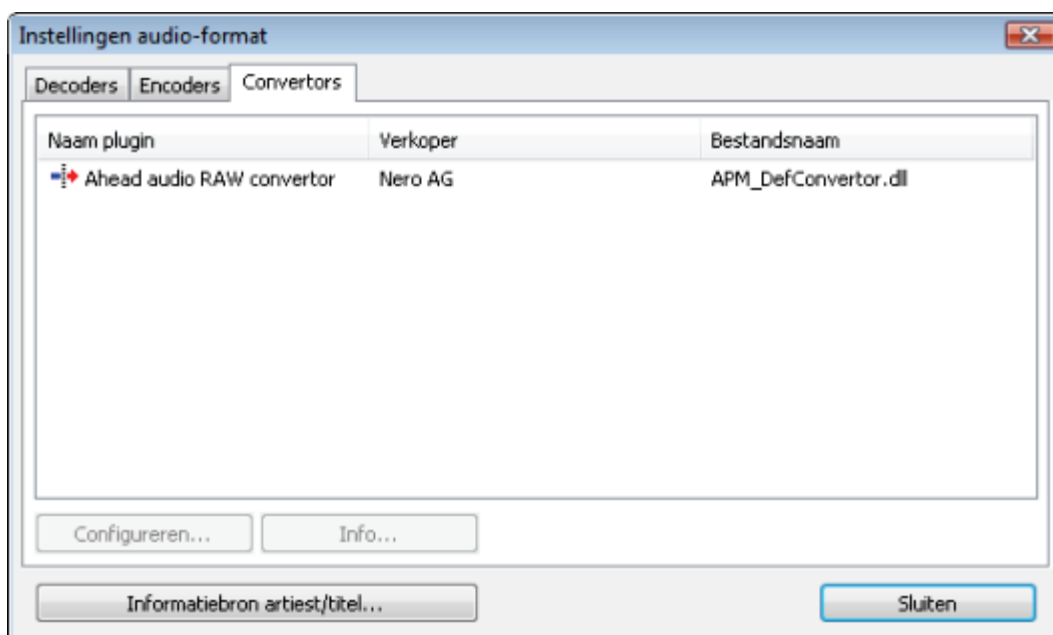 Instellingen audio-format
Decoders Encoders Convertors
Naam plugin Verkoper Bestandsnaam
Ahead audio RAW convertor Nero AG APM_DefConvertor.dll
Configureren... Info...
Informatiebron artiest/titel... Sluiten